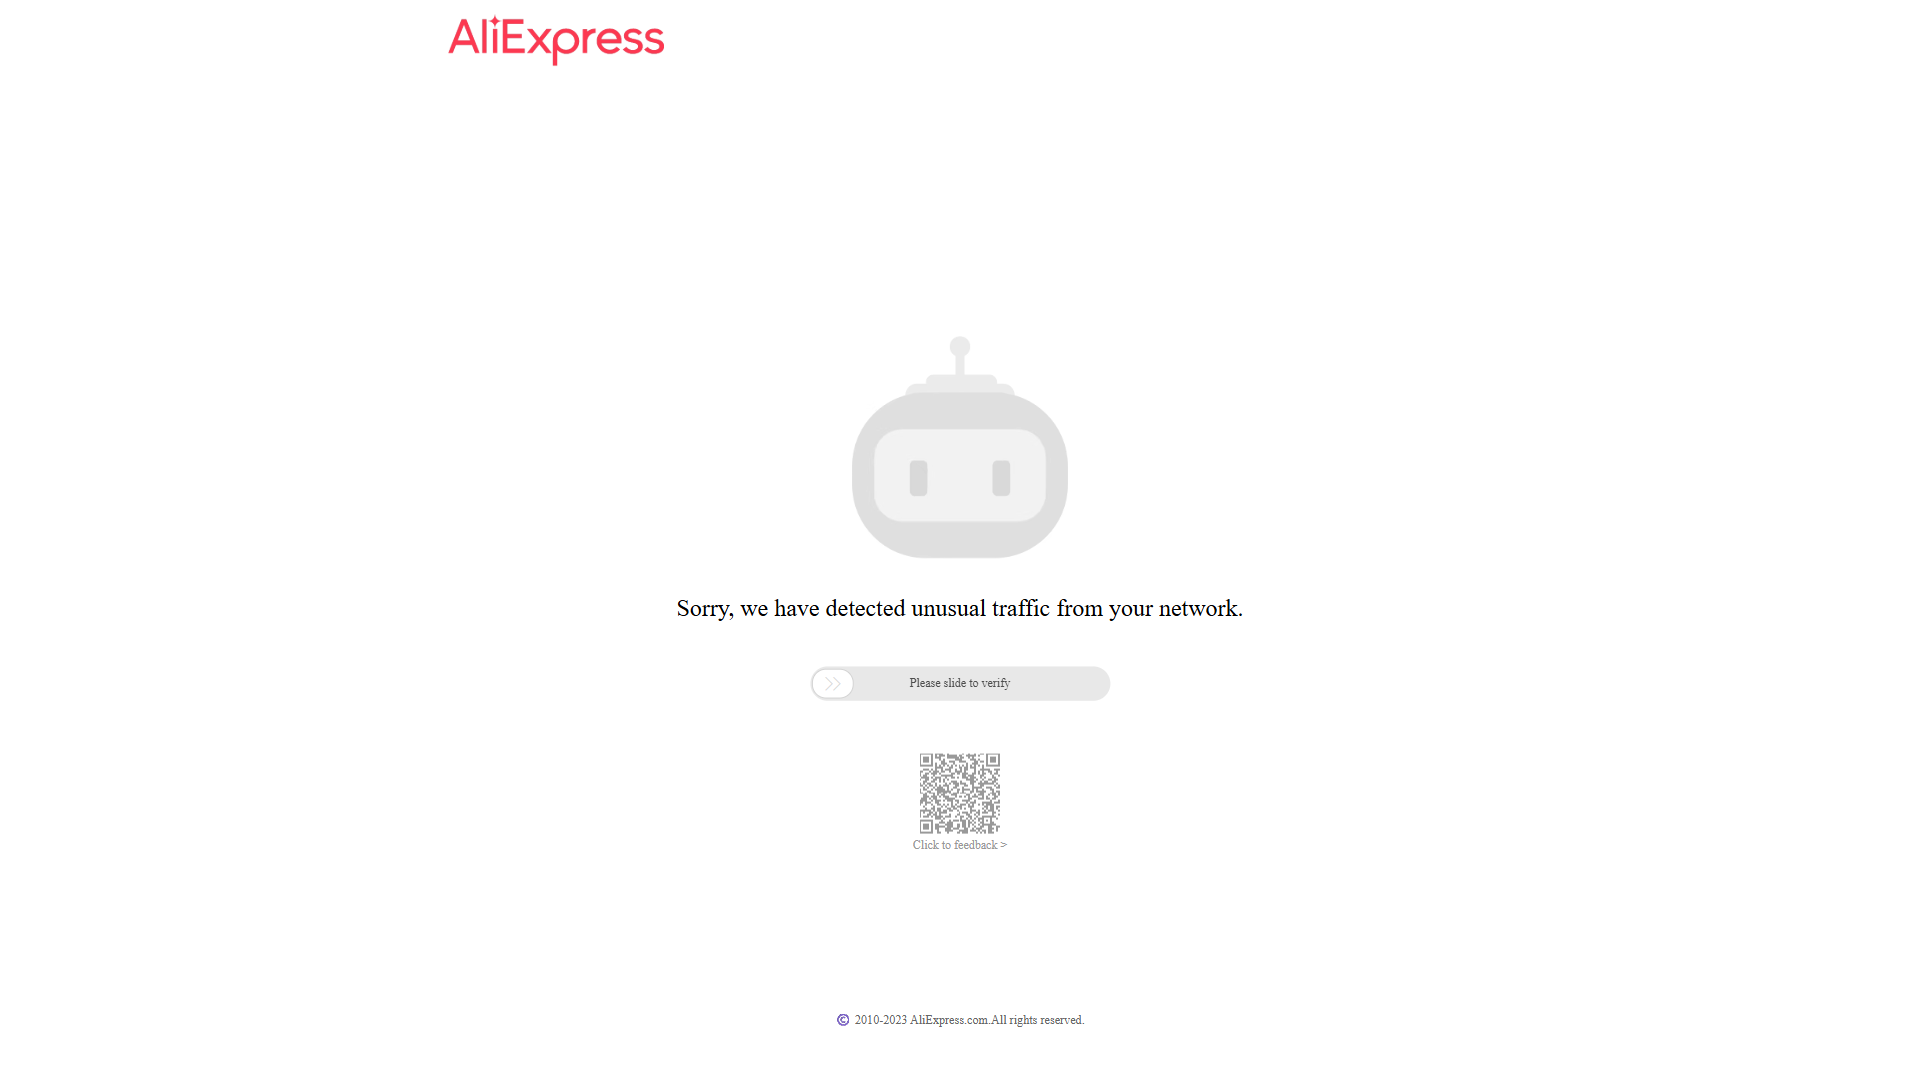 AliExpress
Sorry, we have detected unusual traffic from your network.
Please slide to verify
Click to feedback >
© 2010-2023 AliExpress.com.All rights reserved.